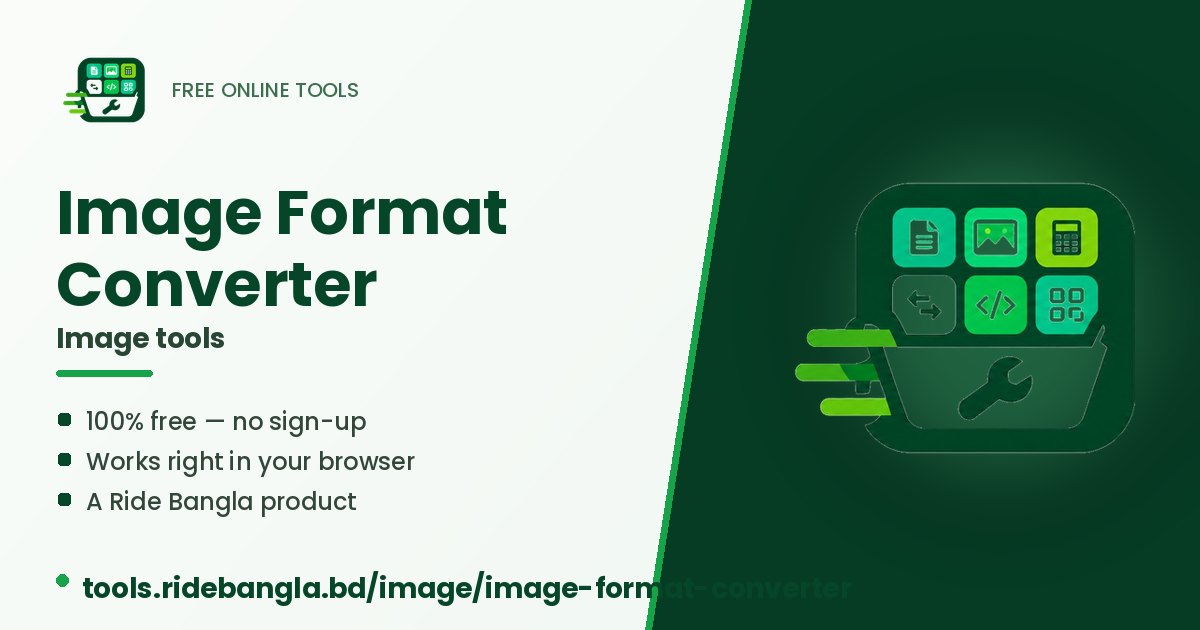 FREE ONLINE TOOLS
Image Format
Converter
Image tools
100% free — no sign-up
Works right in your browser
A Ride Bangla product
tools.ridebangla.bd/image/image-format-converter